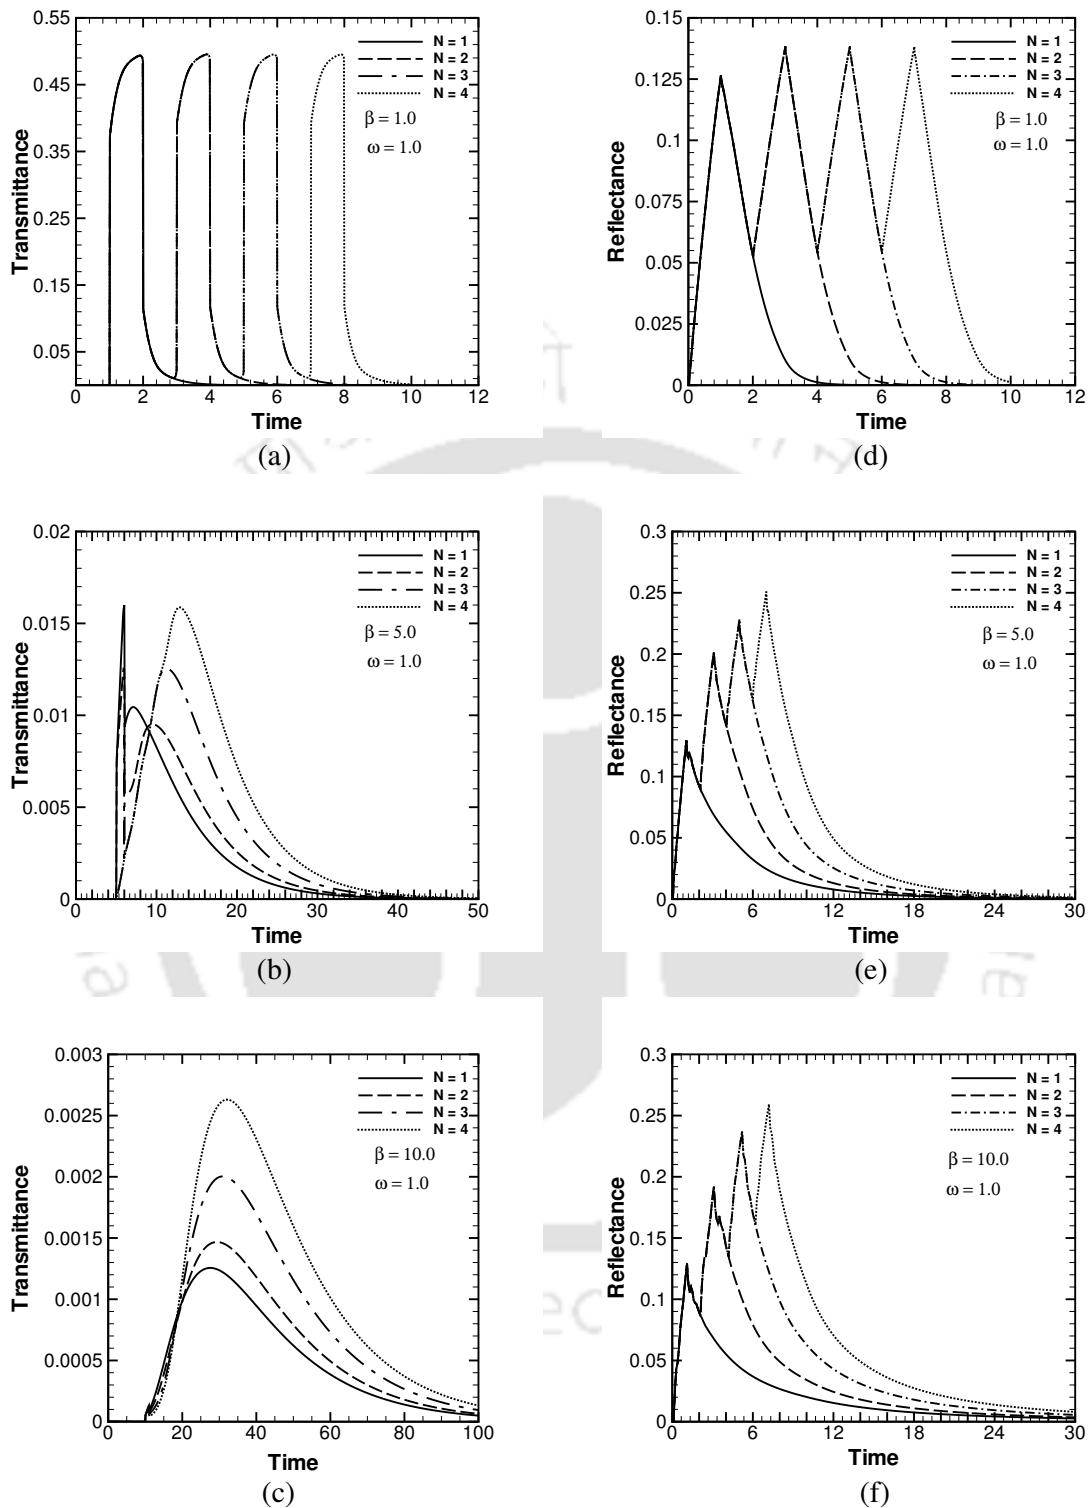 0.55
0.45
0.35
0.25
0.15
0.05
Transmittance
N = 1
N = 2
N = 3
N = 4
β = 1.0
ω = 1.0
0 2 4 6 8 10 12
Time
(a)
0.15
0.125
0.1
0.075
0.05
0.025
0
Reflectance
N = 1
N = 2
N = 3
N = 4
β = 1.0
ω = 1.0
0 2 4 6 8 10 12
Time
(d)
0.02
0.015
0.01
0.005
0
Transmittance
N = 1
N = 2
N = 3
N = 4
β = 5.0
ω = 1.0
0 10 20 30 40 50
Time
(b)
0.3
0.25
0.2
0.15
0.1
0.05
0
Reflectance
N = 1
N = 2
N = 3
N = 4
β = 5.0
ω = 1.0
0 6 12 18 24 30
Time
(e)
0.003
0.0025
0.002
0.0015
0.001
0.0005
0
Transmittance
N = 1
N = 2
N = 3
N = 4
β = 10.0
ω = 1.0
20 40 60 80 100
Time
(c)
0.3
0.25
0.2
0.15
0.1
0.05
0
Reflectance
N = 1
N = 2
N = 3
N = 4
β = 10.0
ω = 1.0
0 6 12 18 24 30
Time
(f)